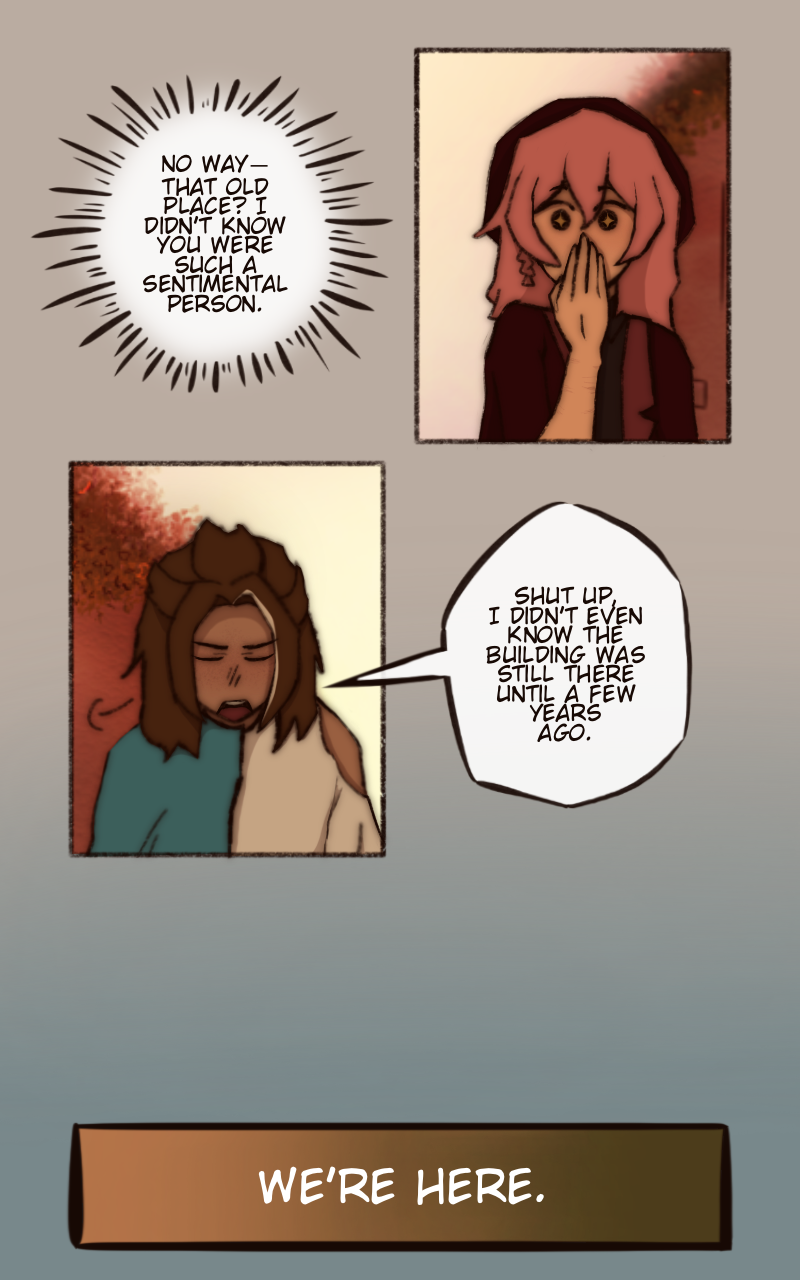 NO WAY—
THAT OLD
PLACE? I
DIDN'T KNOW
YOU WERE
SUCH A
SENTIMENTAL
PERSON.
SHUT UP,
I DIDN'T EVEN
KNOW THE
BUILDING WAS
STILL THERE
UNTIL A FEW
YEARS
AGO.
WE'RE HERE.